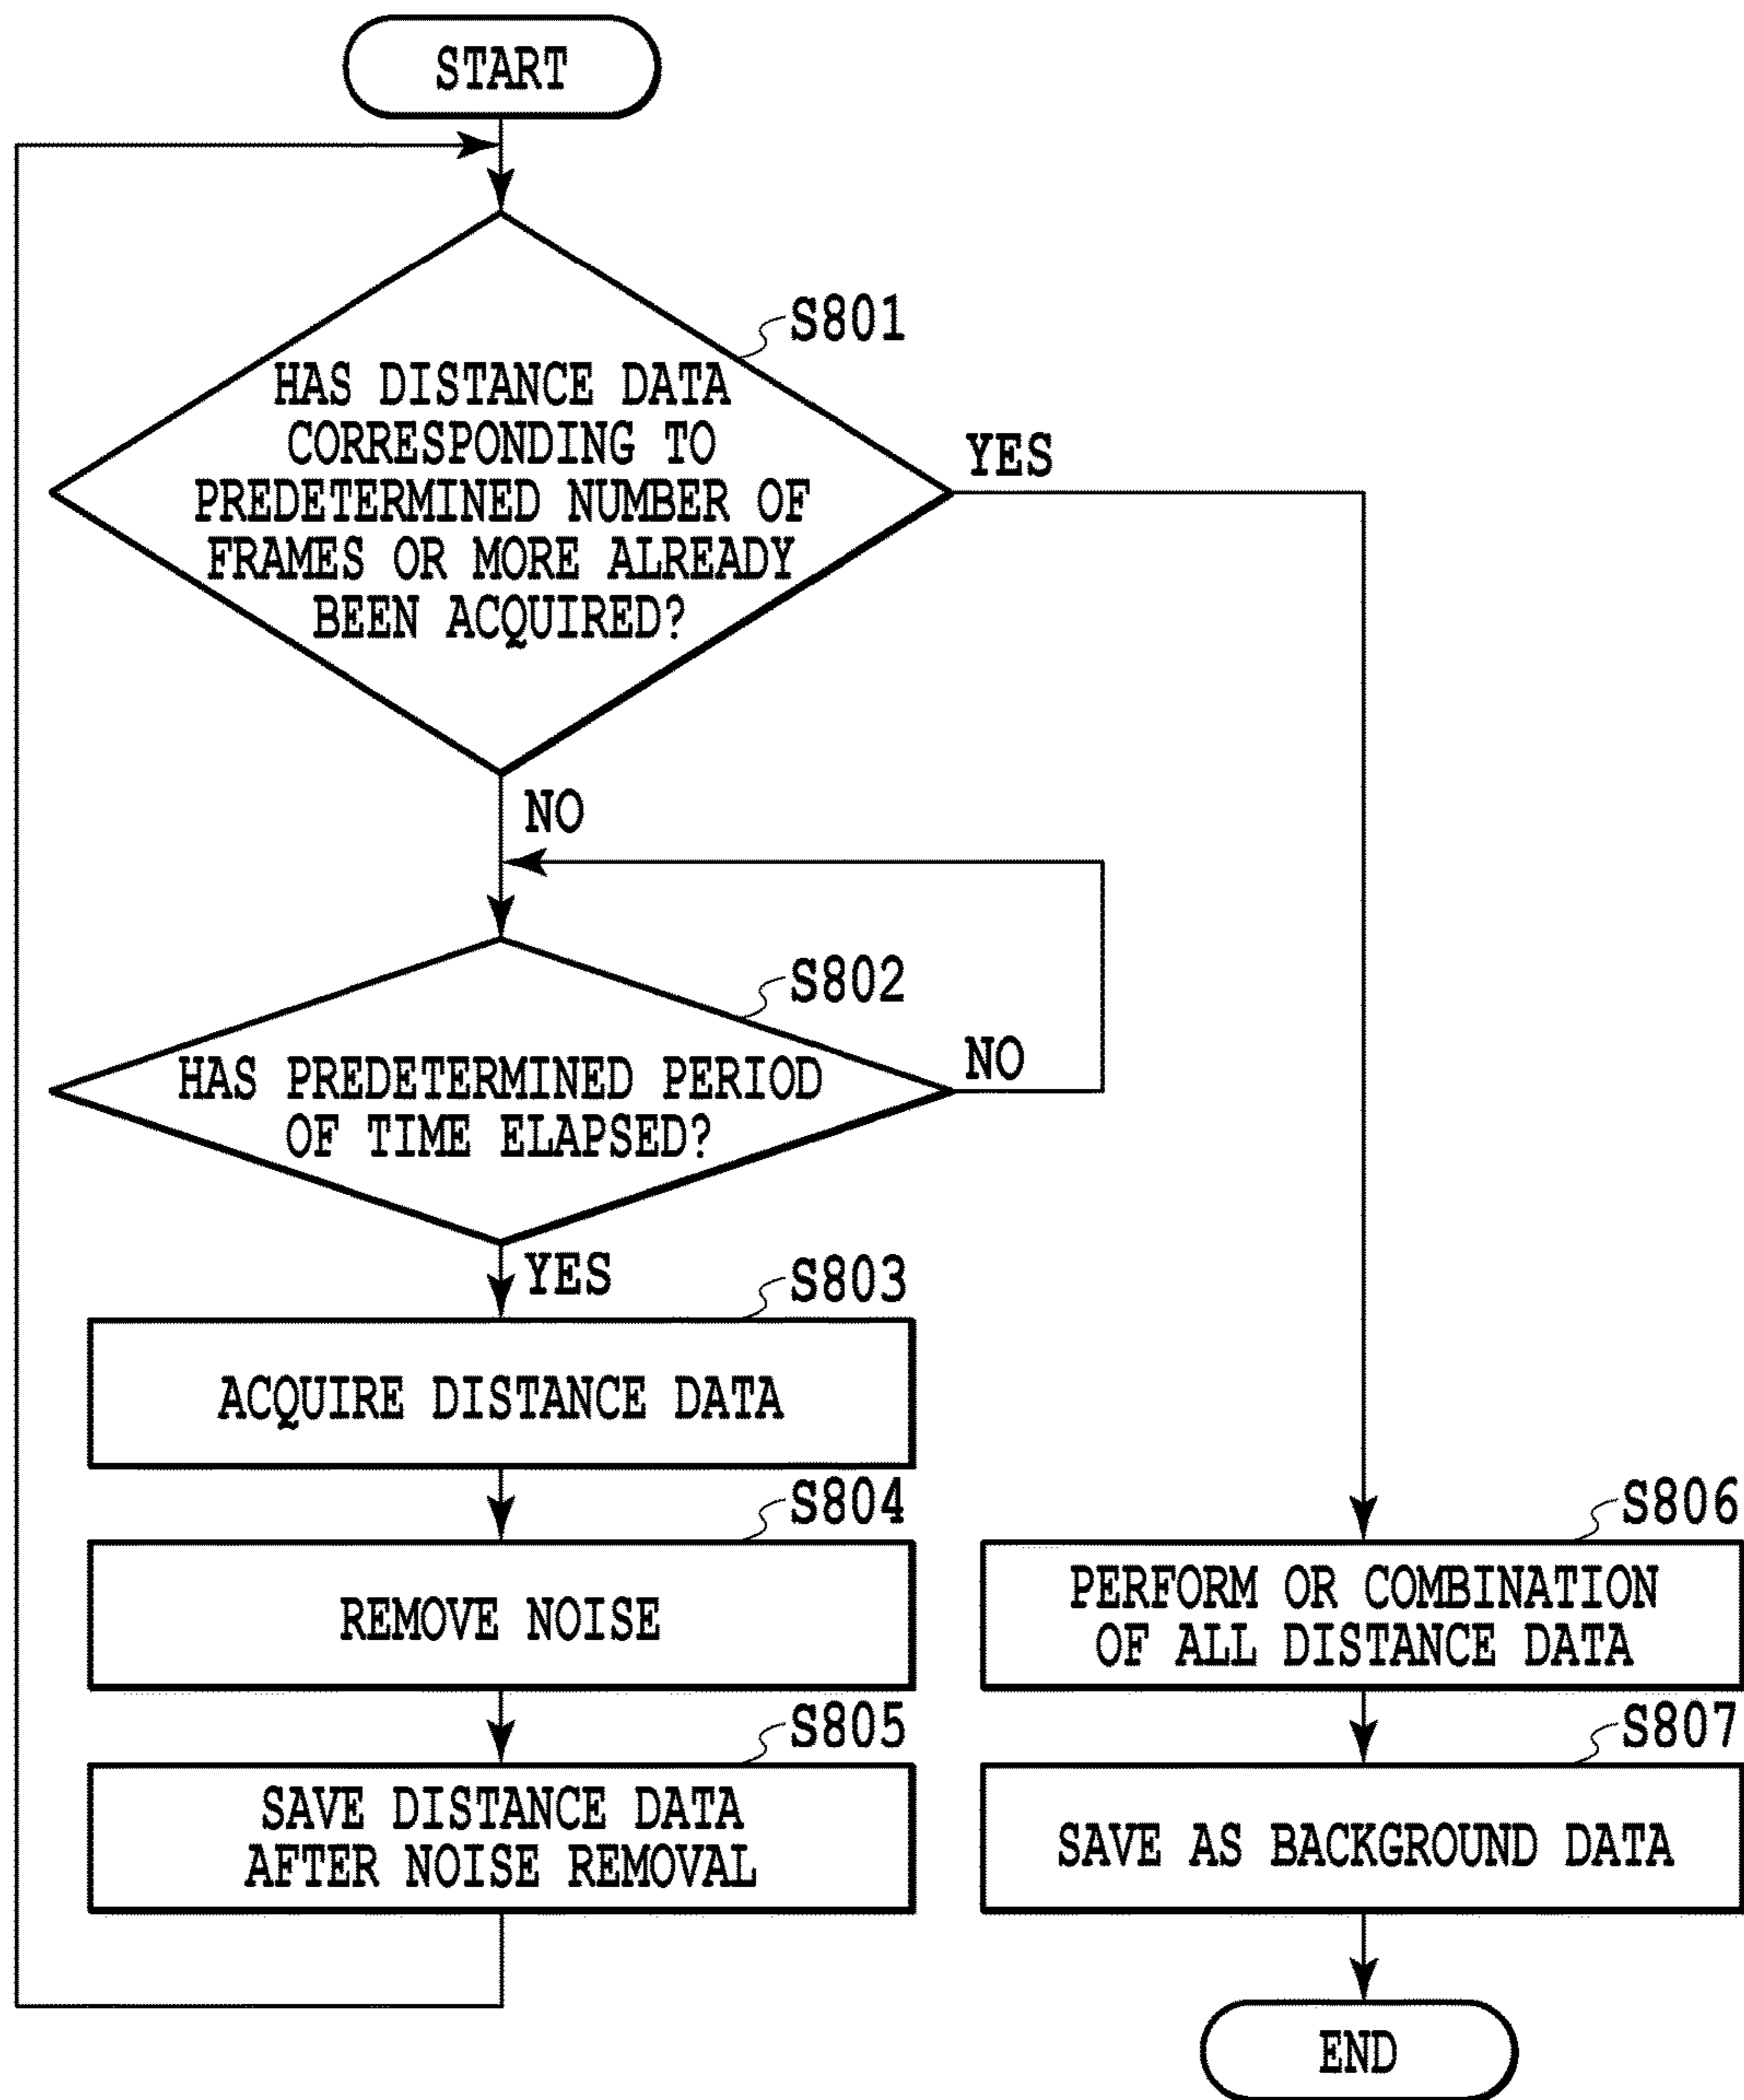 START
S801
HAS DISTANCE DATA
CORRESPONDING TO
PREDETERMINED NUMBER OF
FRAMES OR MORE ALREADY
BEEN ACQUIRED?
YES
NO
S802
HAS PREDETERMINED PERIOD
OF TIME ELAPSED?
NO
YES
S803
ACQUIRE DISTANCE DATA
S804
REMOVE NOISE
S805
SAVE DISTANCE DATA
AFTER NOISE REMOVAL
S806
PERFORM OR COMBINATION
OF ALL DISTANCE DATA
S807
SAVE AS BACKGROUND DATA
END